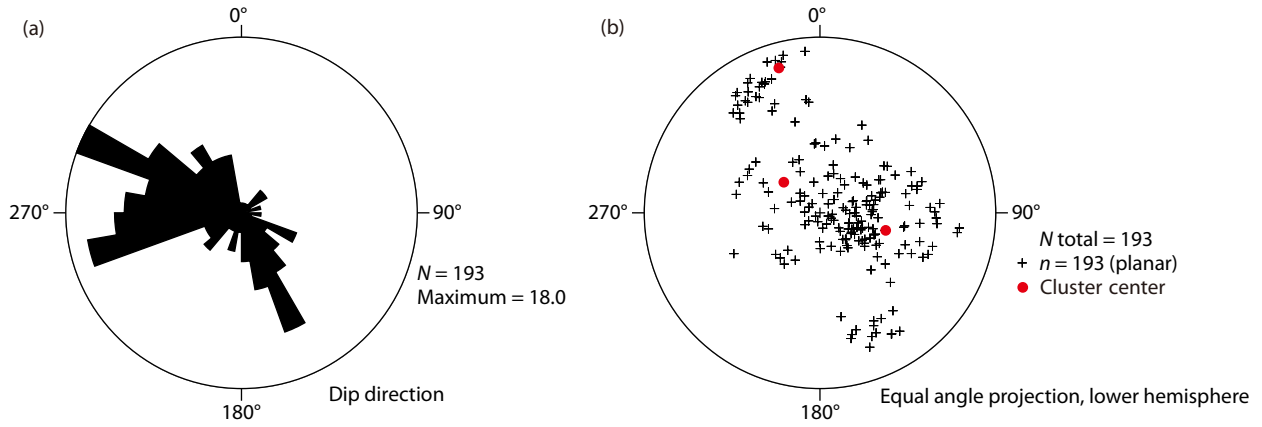 (a)
0°
270°
90°
180°
N = 193
Maximum = 18.0
Dip direction
(b)
0°
270°
90°
180°
N total = 193
n = 193 (planar)
Cluster center
Equal angle projection, lower hemisphere